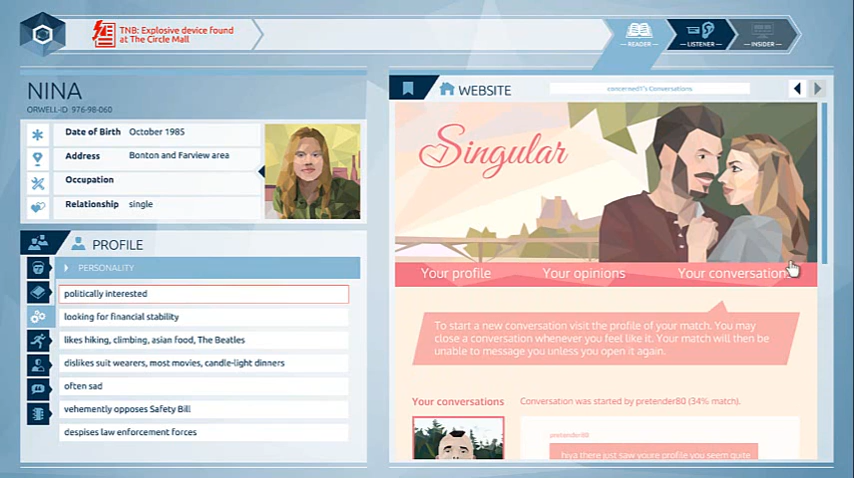 TNB: Explosive device found
at The Circle Mall
READER
LISTENER
INSIDER
NINA
ORWELL-ID 976-98-060
Date of Birth October 1985
Address Bonton and Farview area
Occupation
Relationship single
PROFILE
PERSONALITY
politically interested
looking for financial stability
likes hiking, climbing, asian food, The Beatles
dislikes suit wearers, most movies, candle-light dinners
often sad
vehemently opposes Safety Bill
despises law enforcement forces
WEBSITE
concerned1's Conversations
Singular
Your profile
Your opinions
Your conversations
To start a new conversation visit the profile of your match. You may
close a conversation whenever you feel like it. Your match will then be
unable to message you unless you open it again.
Your conversations
Conversation was started by pretender80 (34% match).
pretender80
hiya there just saw youre profile you seem quite